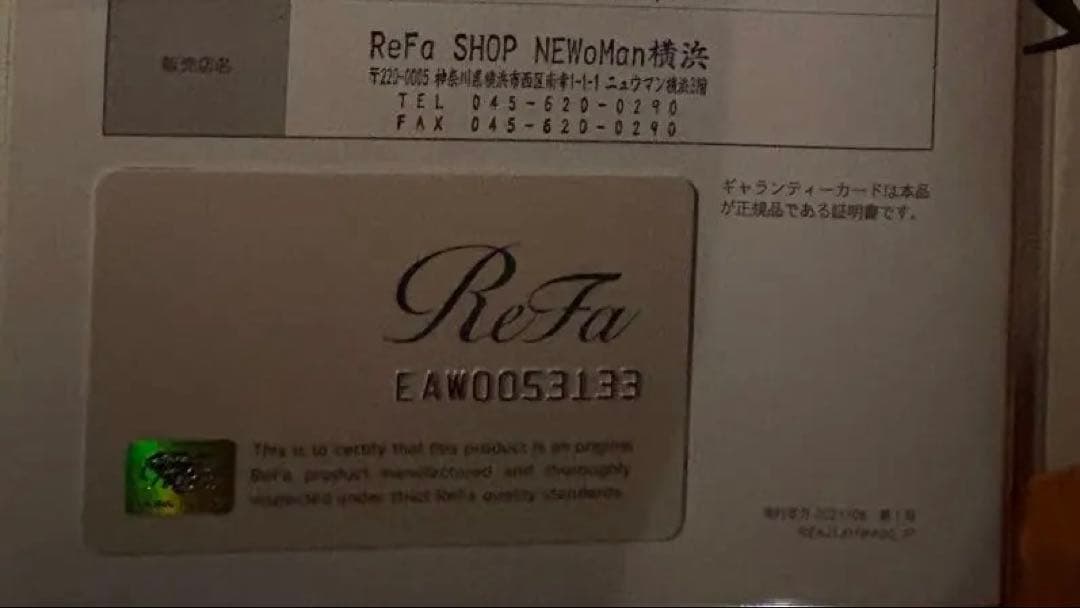 販売店名
ReFa SHOP NEWoMan横浜
〒220-0005 神奈川県横浜市西区南幸1-1-1 ニュウマン横浜3階
TEL 045-620-0290
FAX 045-620-0290
ギャランティーカードは本品
が正規品である証明書です。
ReFa
EAW0053133
This is to certify that this product is an original
ReFa product manufactured and thoroughly
inspected under strict ReFa quality standards.